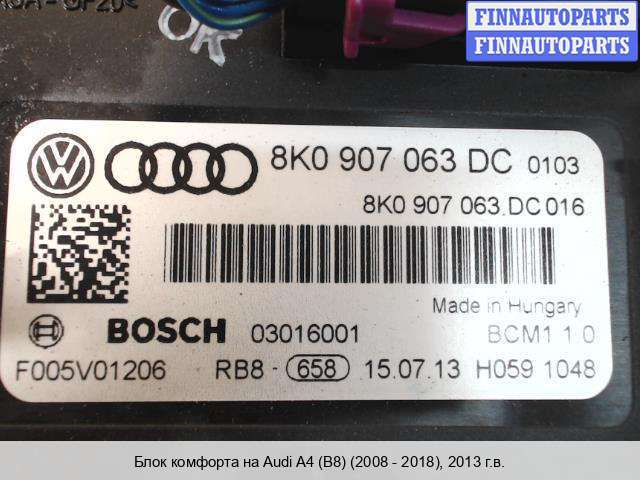 OK
FINNAUTOPARTS
FINNAUTOPARTS
8K0 907 063 DC 0103
8K0 907 063.DC 016
Made in Hungary
BOSCH 03016001 BCM1 1.0
F005V01206 RB8- 658 15.07.13 H059 1048
Блок комфорта на Audi A4 (B8) (2008 - 2018), 2013 г.в.